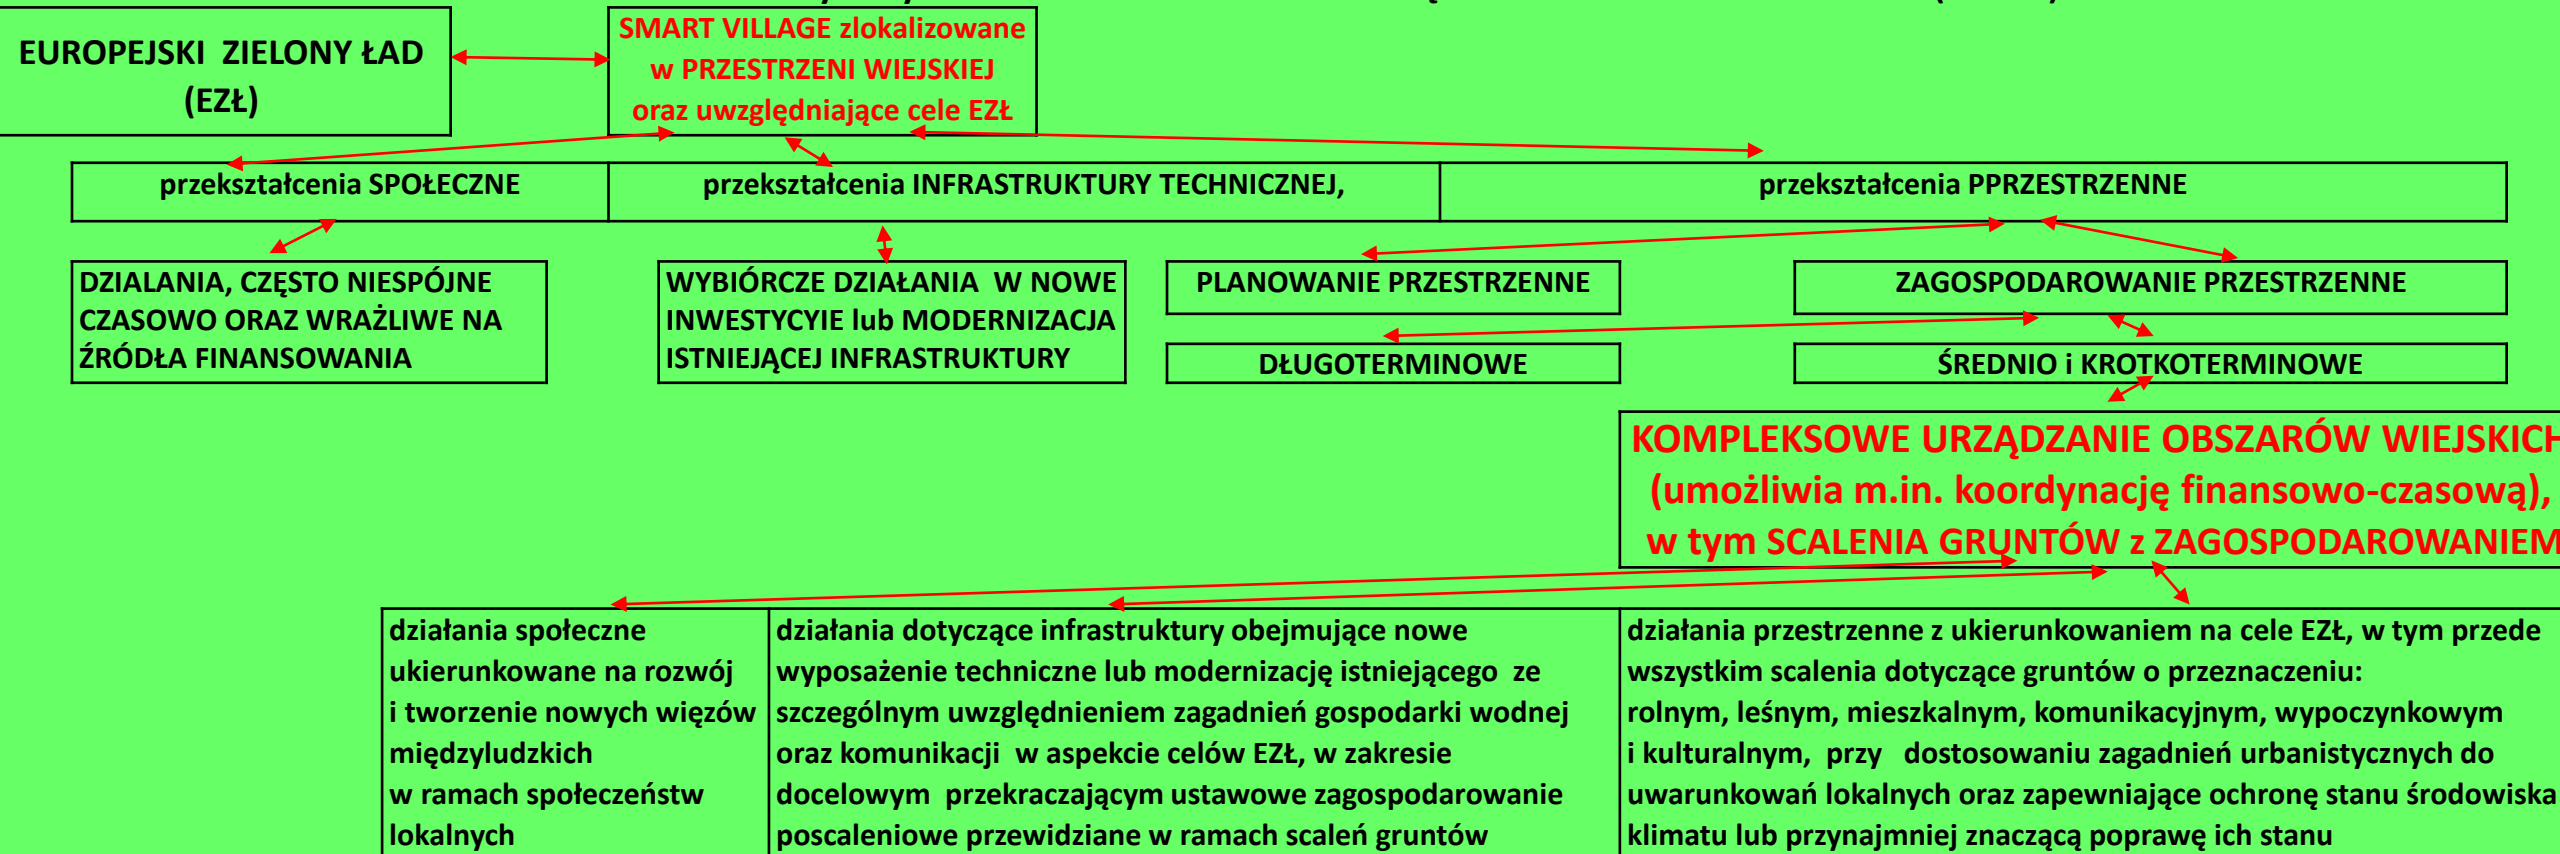 EUROPEJSKI ZIELONY ŁAD
(EZŁ)
SMART VILLAGE zlokalizowane
w PRZESTRZENI WIEJSKIEJ
oraz uwzględniające cele EZŁ
przekształcenia SPOŁECZNE
przekształcenia INFRASTRUKTURY TECHNICZNEJ,
przekształcenia PPRZESTRZENNE
DZIALANIA, CZĘSTO NIESPÓJNE
CZASOWO ORAZ WRAŻLIWE NA
ŹRÓDŁA FINANSOWANIA
WYBIÓRCZE DZIAŁANIA W NOWE
INWESTYCYIE lub MODERNIZACJA
ISTNIEJĄCEJ INFRASTRUKTURY
PLANOWANIE PRZESTRZENNE
ZAGOSPODAROWANIE PRZESTRZENNE
DŁUGOTERMINOWE
ŚREDNIO i KROTKOTERMINOWE
KOMPLEKSOWE URZĄDZANIE OBSZARÓW WIEJSKICH
(umożliwia m.in. koordynację finansowo-czasową),
w tym SCALENIA GRUNTÓW z ZAGOSPODAROWANIEM
działania społeczne
ukierunkowane na rozwój
i tworzenie nowych więzów
międzyludzkich
w ramach społeczeństw
lokalnych
działania dotyczące infrastruktury obejmujące nowe
wyposażenie techniczne lub modernizację istniejącego ze
szczególnym uwzględnieniem zagadnień gospodarki wodnej
oraz komunikacji w aspekcie celów EZŁ, w zakresie
docelowym przekraczającym ustawowe zagospodarowanie
poscaleniowe przewidziane w ramach scaleń gruntów
działania przestrzenne z ukierunkowaniem na cele EZŁ, w tym przede
wszystkim scalenia dotyczące gruntów o przeznaczeniu:
rolnym, leśnym, mieszkalnym, komunikacyjnym, wypoczynkowym
i kulturalnym, przy dostosowaniu zagadnień urbanistycznych do
uwarunkowań lokalnych oraz zapewniające ochronę stanu środowiska
klimatu lub przynajmniej znaczącą poprawę ich stanu